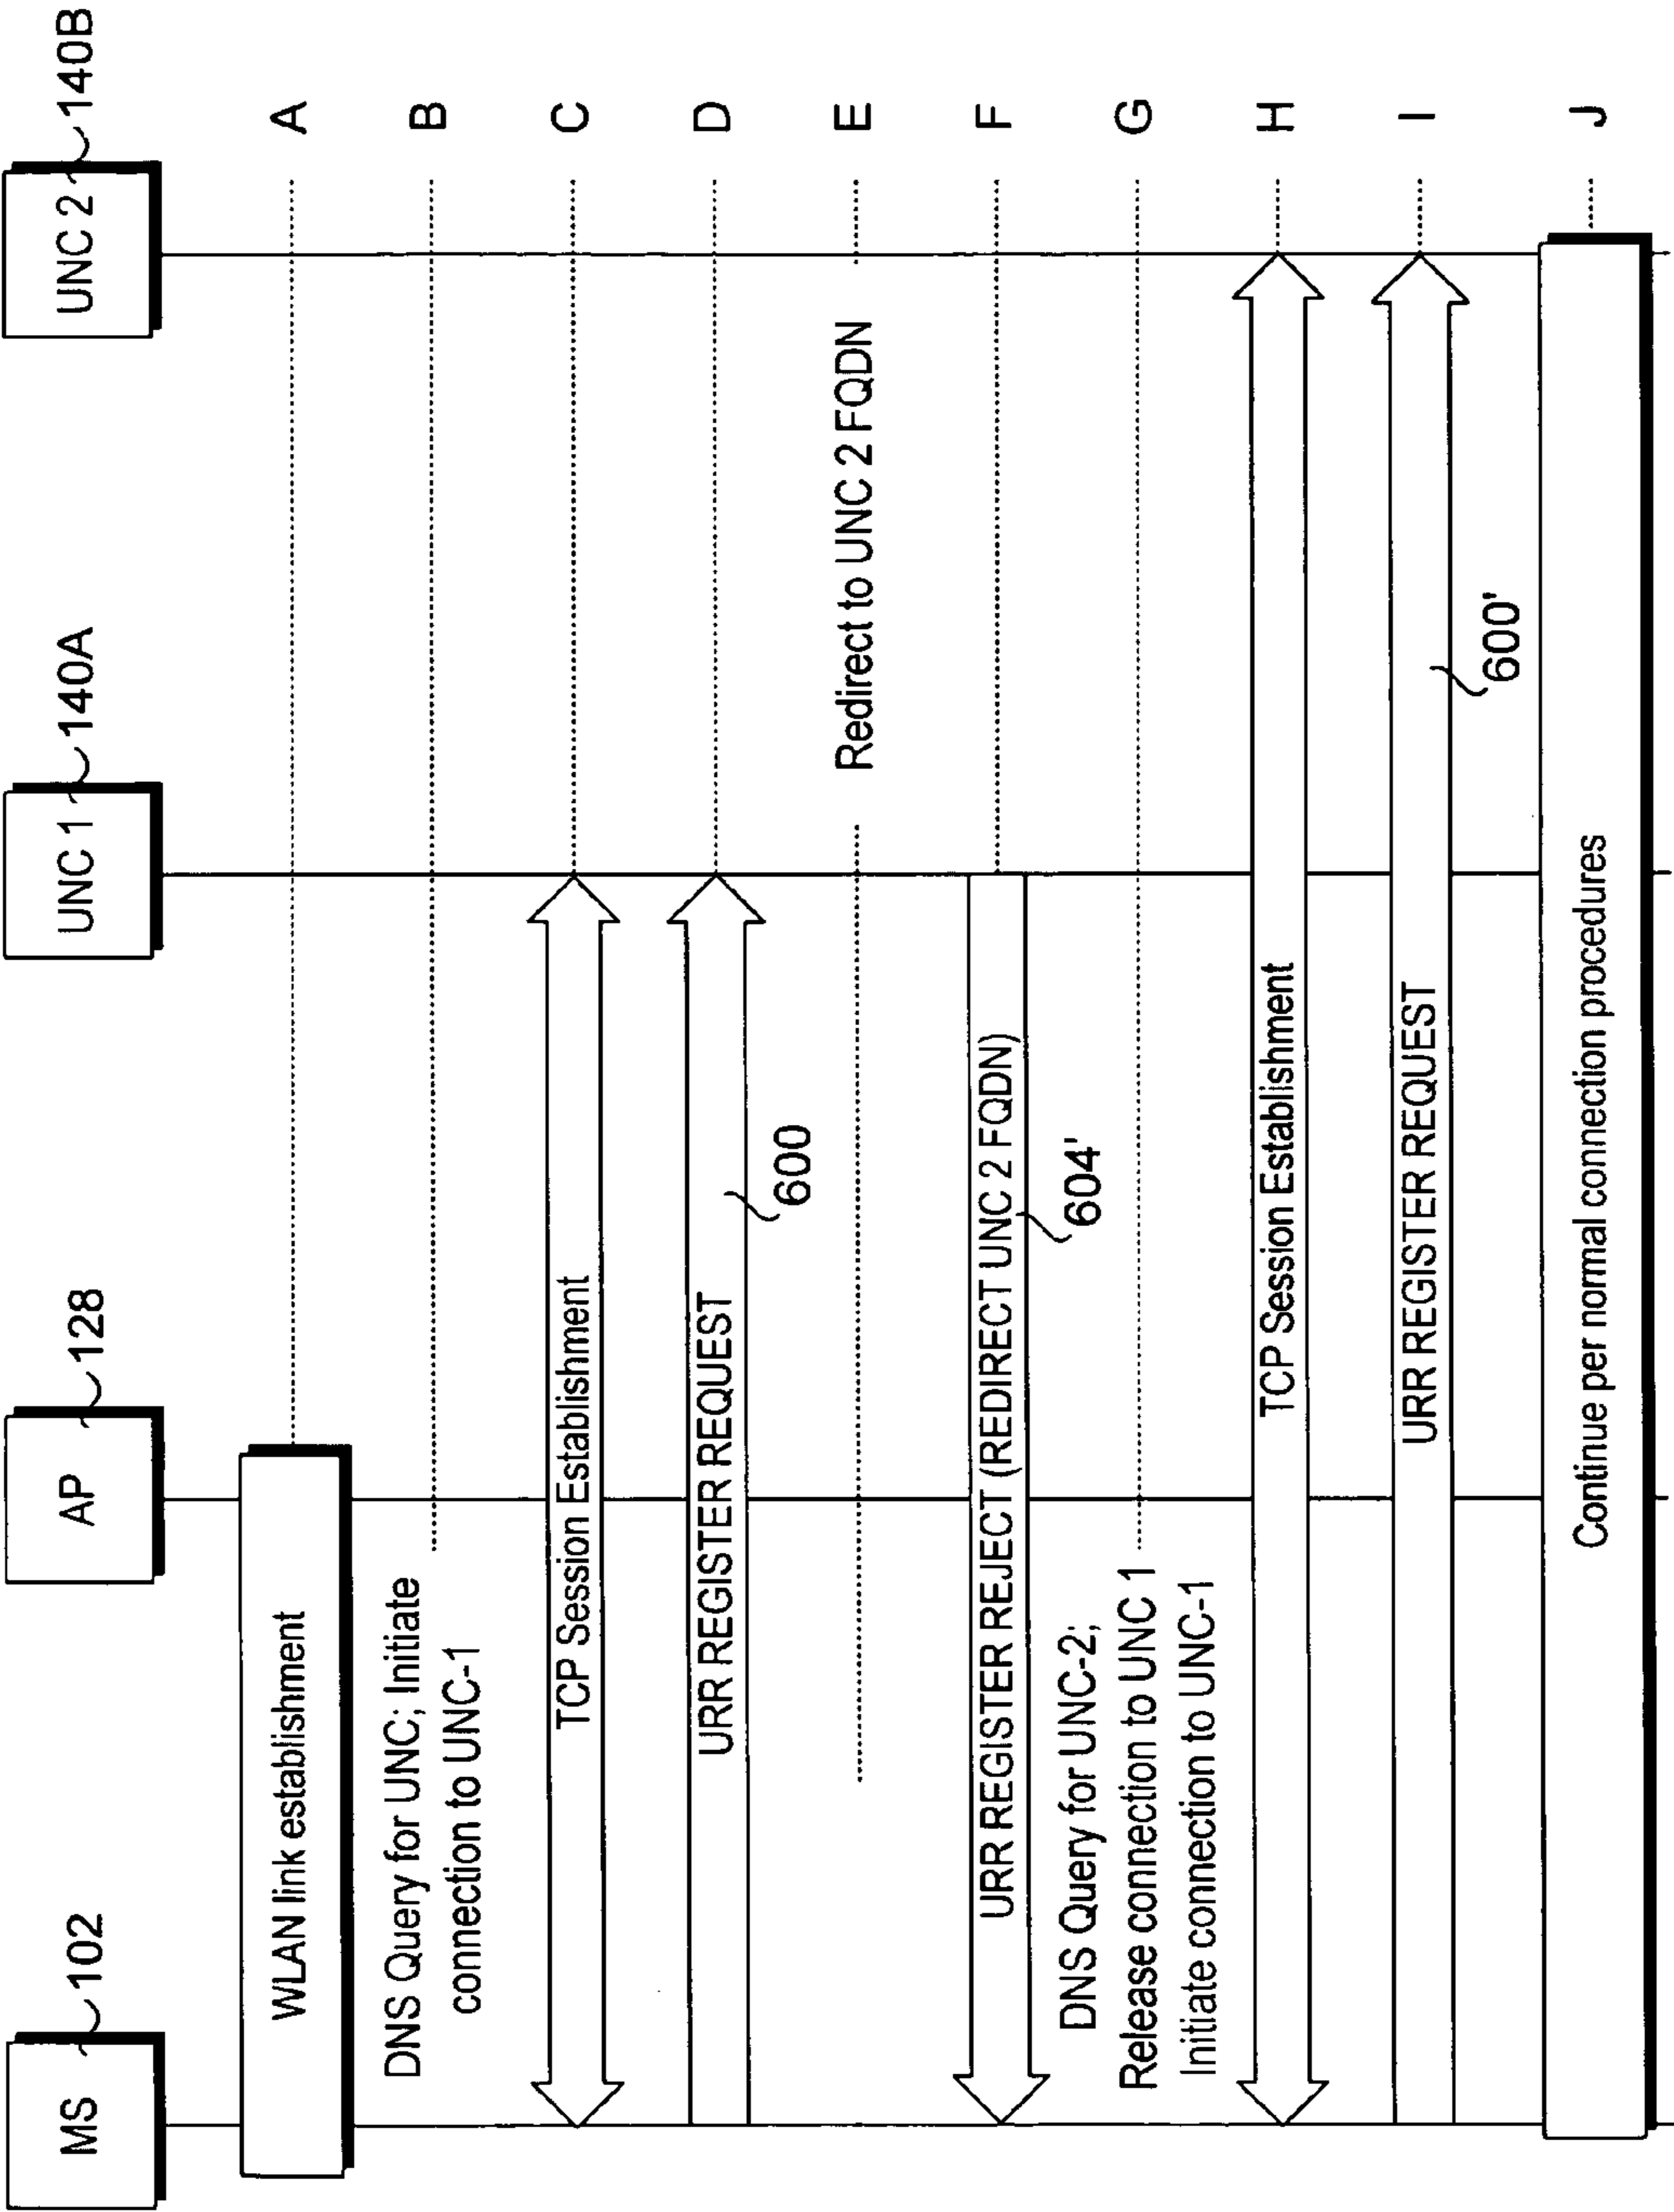 MS 102
AP 128
UNC 1 140A
UNC 2 140B
WLAN link establishment
A
DNS Query for UNC; Initiate
connection to UNC-1
B
TCP Session Establishment
C
URR REGISTER REQUEST
600
D
Redirect to UNC 2 FQDN
E
URR REGISTER REJECT (REDIRECT UNC 2 FQDN)
604'
F
DNS Query for UNC-2;
Release connection to UNC 1
Initiate connection to UNC-1
G
TCP Session Establishment
H
URR REGISTER REQUEST
600'
I
Continue per normal connection procedures
J